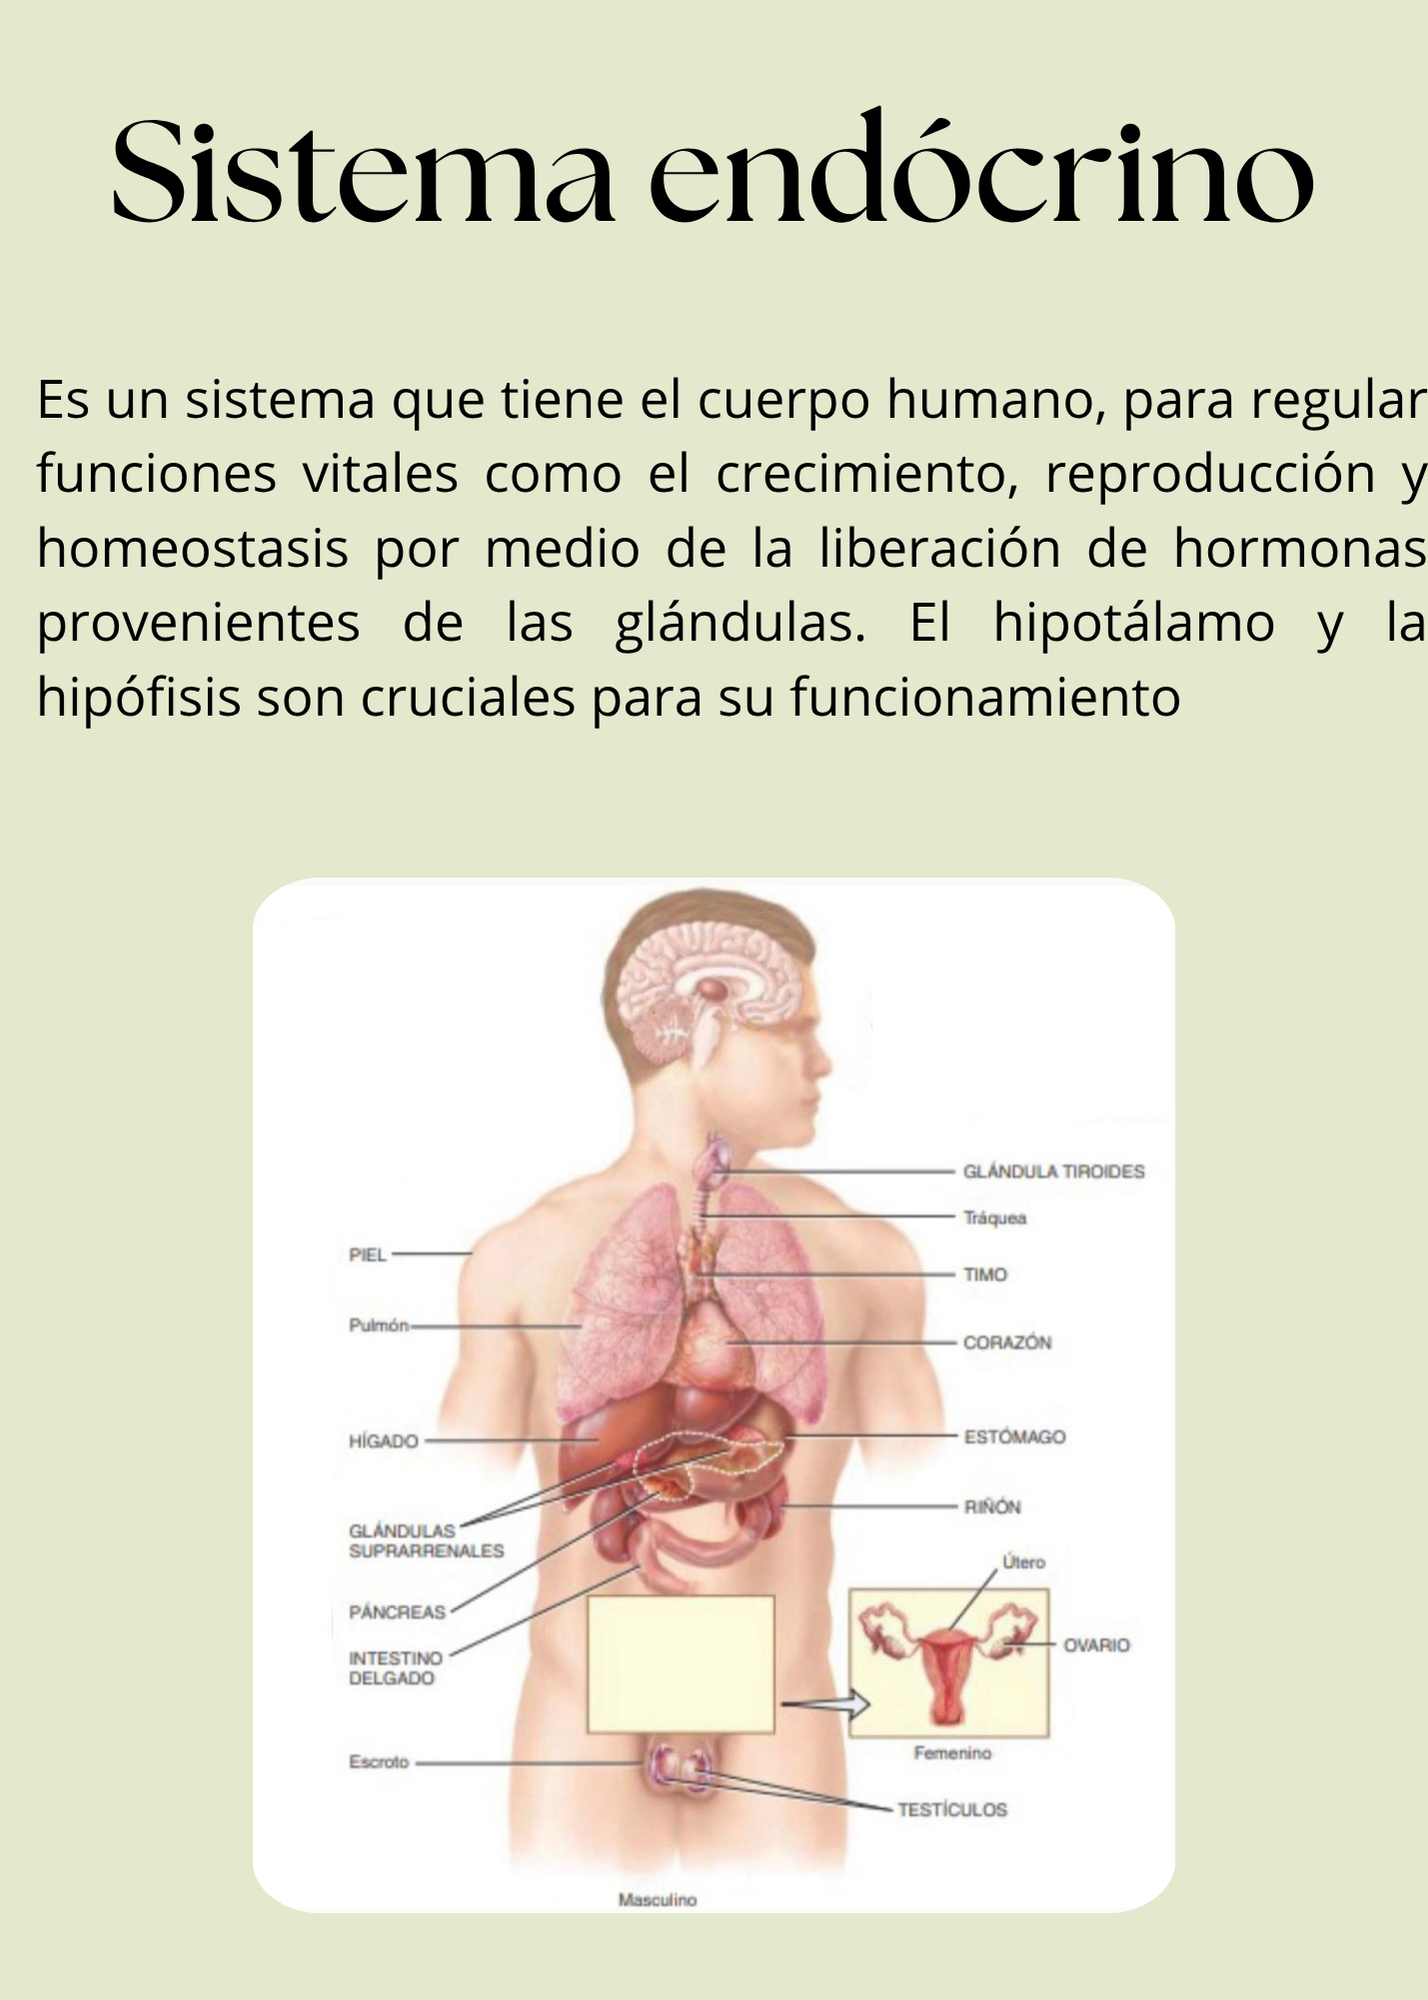 Sistema endócrino
Es un sistema que tiene el cuerpo humano, para regular
funciones vitales como el crecimiento, reproducción y
homeostasis por medio de la liberación de hormonas
provenientes de las glándulas. El hipotálamo y la
hipófisis son cruciales para su funcionamiento
GLÁNDULA TIROIDES
Tráquea
PIEL
TIMO
Pulmón
CORAZÓN
HÍGADO
ESTÓMAGO
RIÑÓN
GLÁNDULAS
SUPRARRENALES
Útero
PÁNCREAS
OVARIO
INTESTINO
DELGADO
Femenino
Escroto
TESTÍCULOS
Masculino